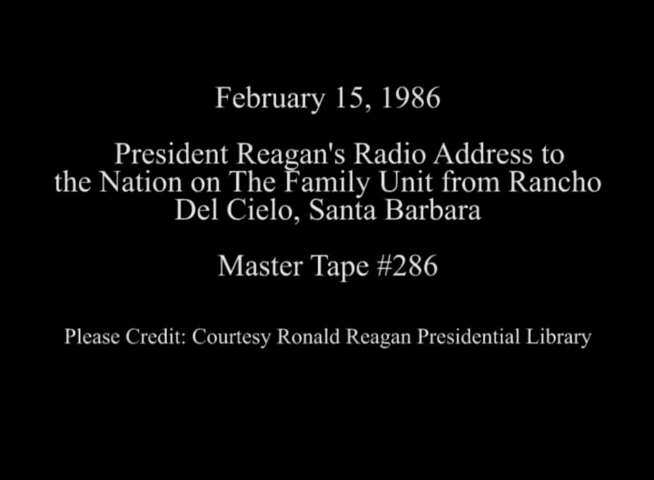 February 15, 1986
President Reagan's Radio Address to
the Nation on The Family Unit from Rancho
Del Cielo, Santa Barbara
Master Tape #286
Please Credit: Courtesy Ronald Reagan Presidential Library